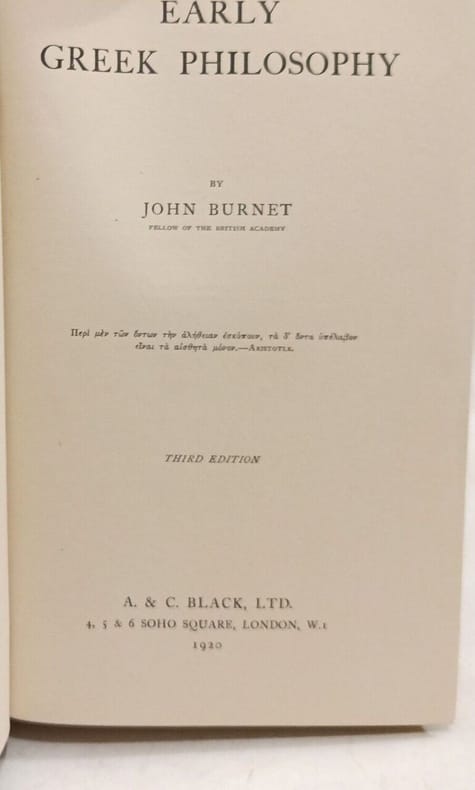 EARLY
GREEK PHILOSOPHY
BY
JOHN BURNET
FELLOW OF THE BRITISH ACADEMY
Περὶ μὲν τῶν ὄντων τὴν ἀλήθειαν ἐσκόπουν, τὰ δ' ὄντα ὑπέλαβον
εἶναι τὰ αἰσθητὰ μόνον.—ARISTOTLE.
THIRD EDITION
A. & C. BLACK, LTD.
4, 5 & 6 SOHO SQUARE, LONDON, W.1
1920